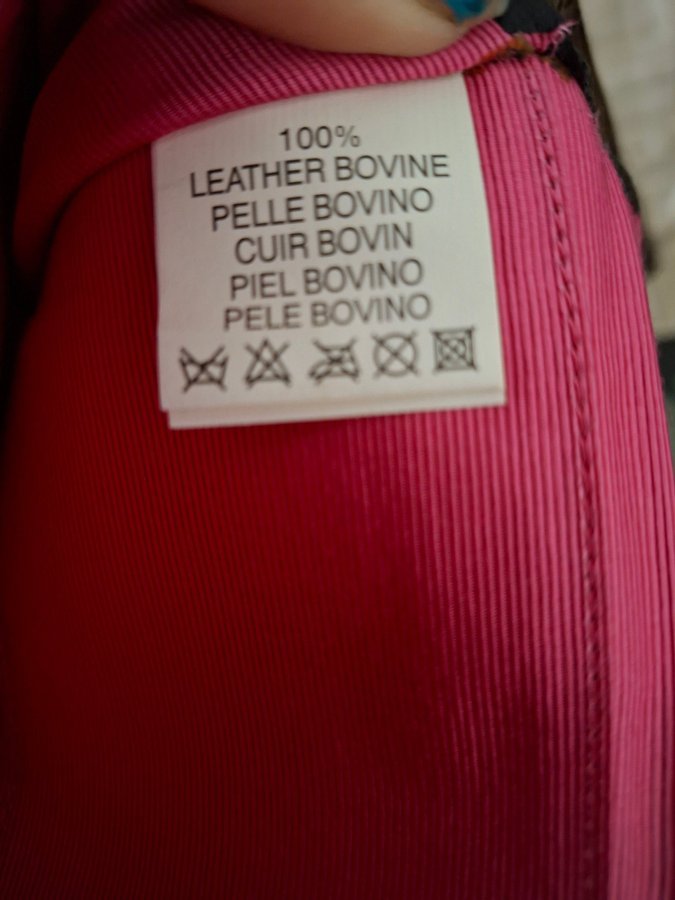 100%
LEATHER BOVINE
PELLE BOVINO
CUIR BOVIN
PIEL BOVINO
PELE BOVINO